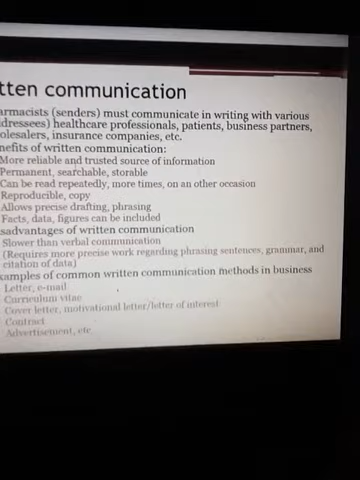 tten communication
armacists (senders) must communicate in writing with various
dressees) healthcare professionals, patients, business partners,
olesalers, insurance companies, etc.
nefits of written communication:
More reliable and trusted source of information
Permanent, searchable, storable
Can be read repeatedly, more times, on an other occasion
Reproducible, copy
Allows precise drafting, phrasing
Facts, data, figures can be included
sadvantages of written communication
Slower than verbal communication
(Requires more precise work regarding phrasing sentences, grammar, and
citation of data)
xamples of common written communication methods in business
Letter, e-mail
Curriculum vitae
Cover letter, motivational letter/letter of interest
Contract
Advertisement, etc